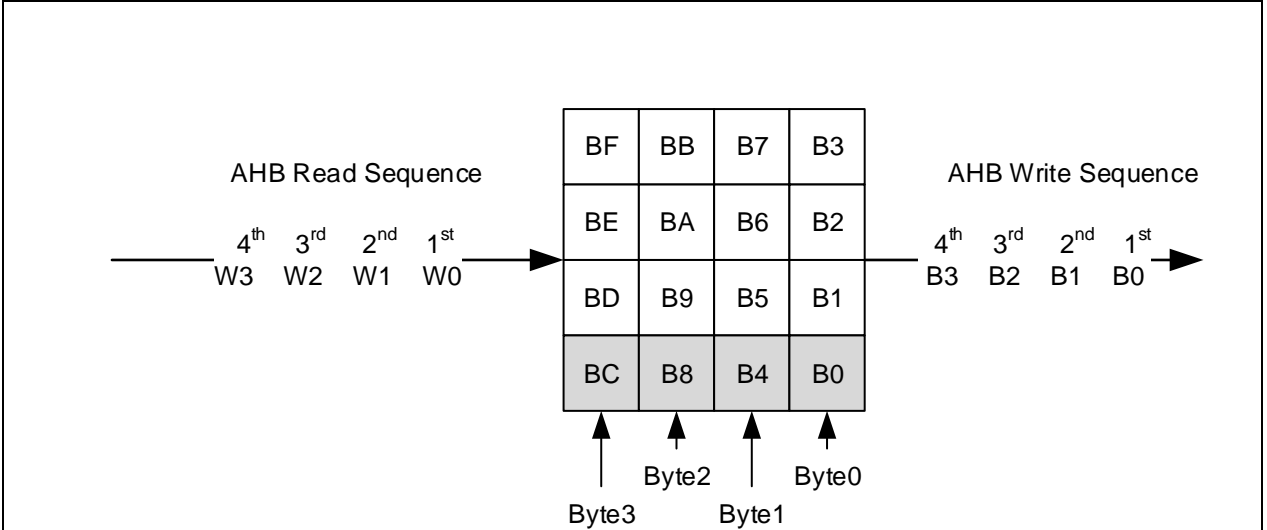 BF BB B7 B3
AHB Read Sequence
AHB Write Sequence
BE BA B6 B2
4th 3rd 2nd 1st
W3 W2 W1 W0
4th 3rd 2nd 1st
B3 B2 B1 B0
BD B9 B5 B1
BC B8 B4 B0
Byte2 Byte0
Byte3 Byte1